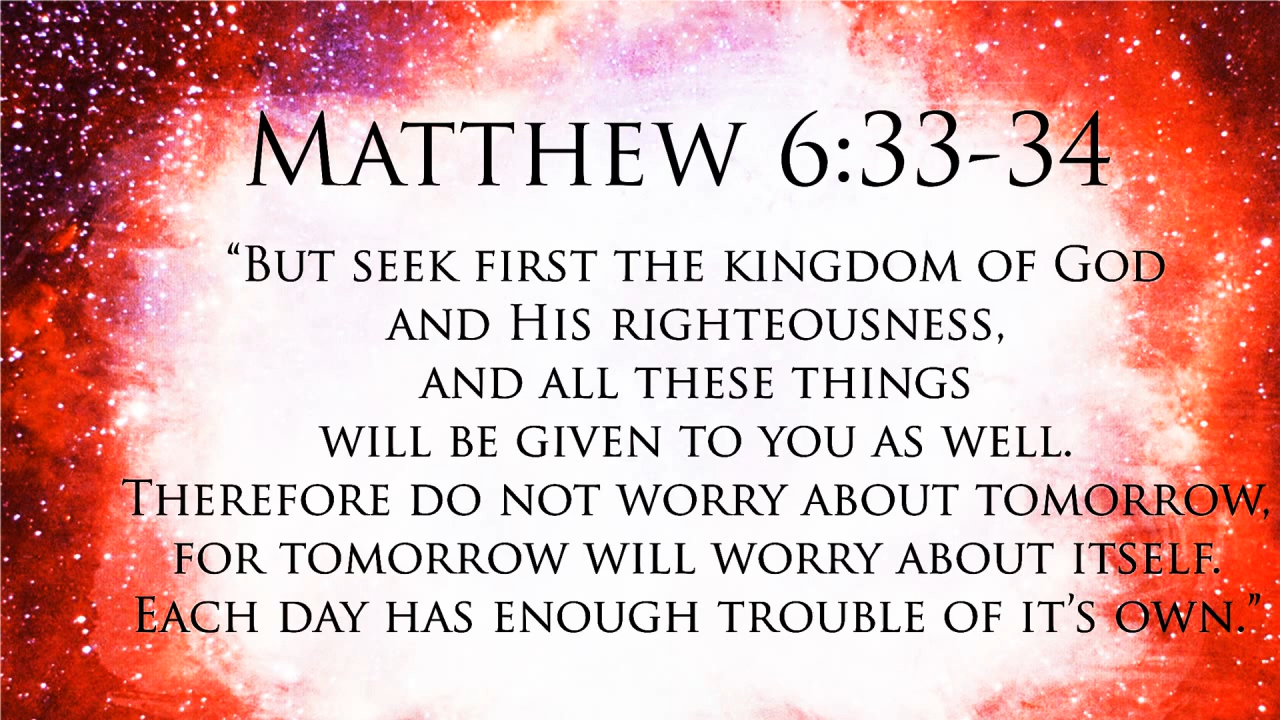 Matthew 6:33-34
“But seek first the kingdom of God
and His righteousness,
and all these things
will be given to you as well.
Therefore do not worry about tomorrow,
for tomorrow will worry about itself.
Each day has enough trouble of it’s own.”